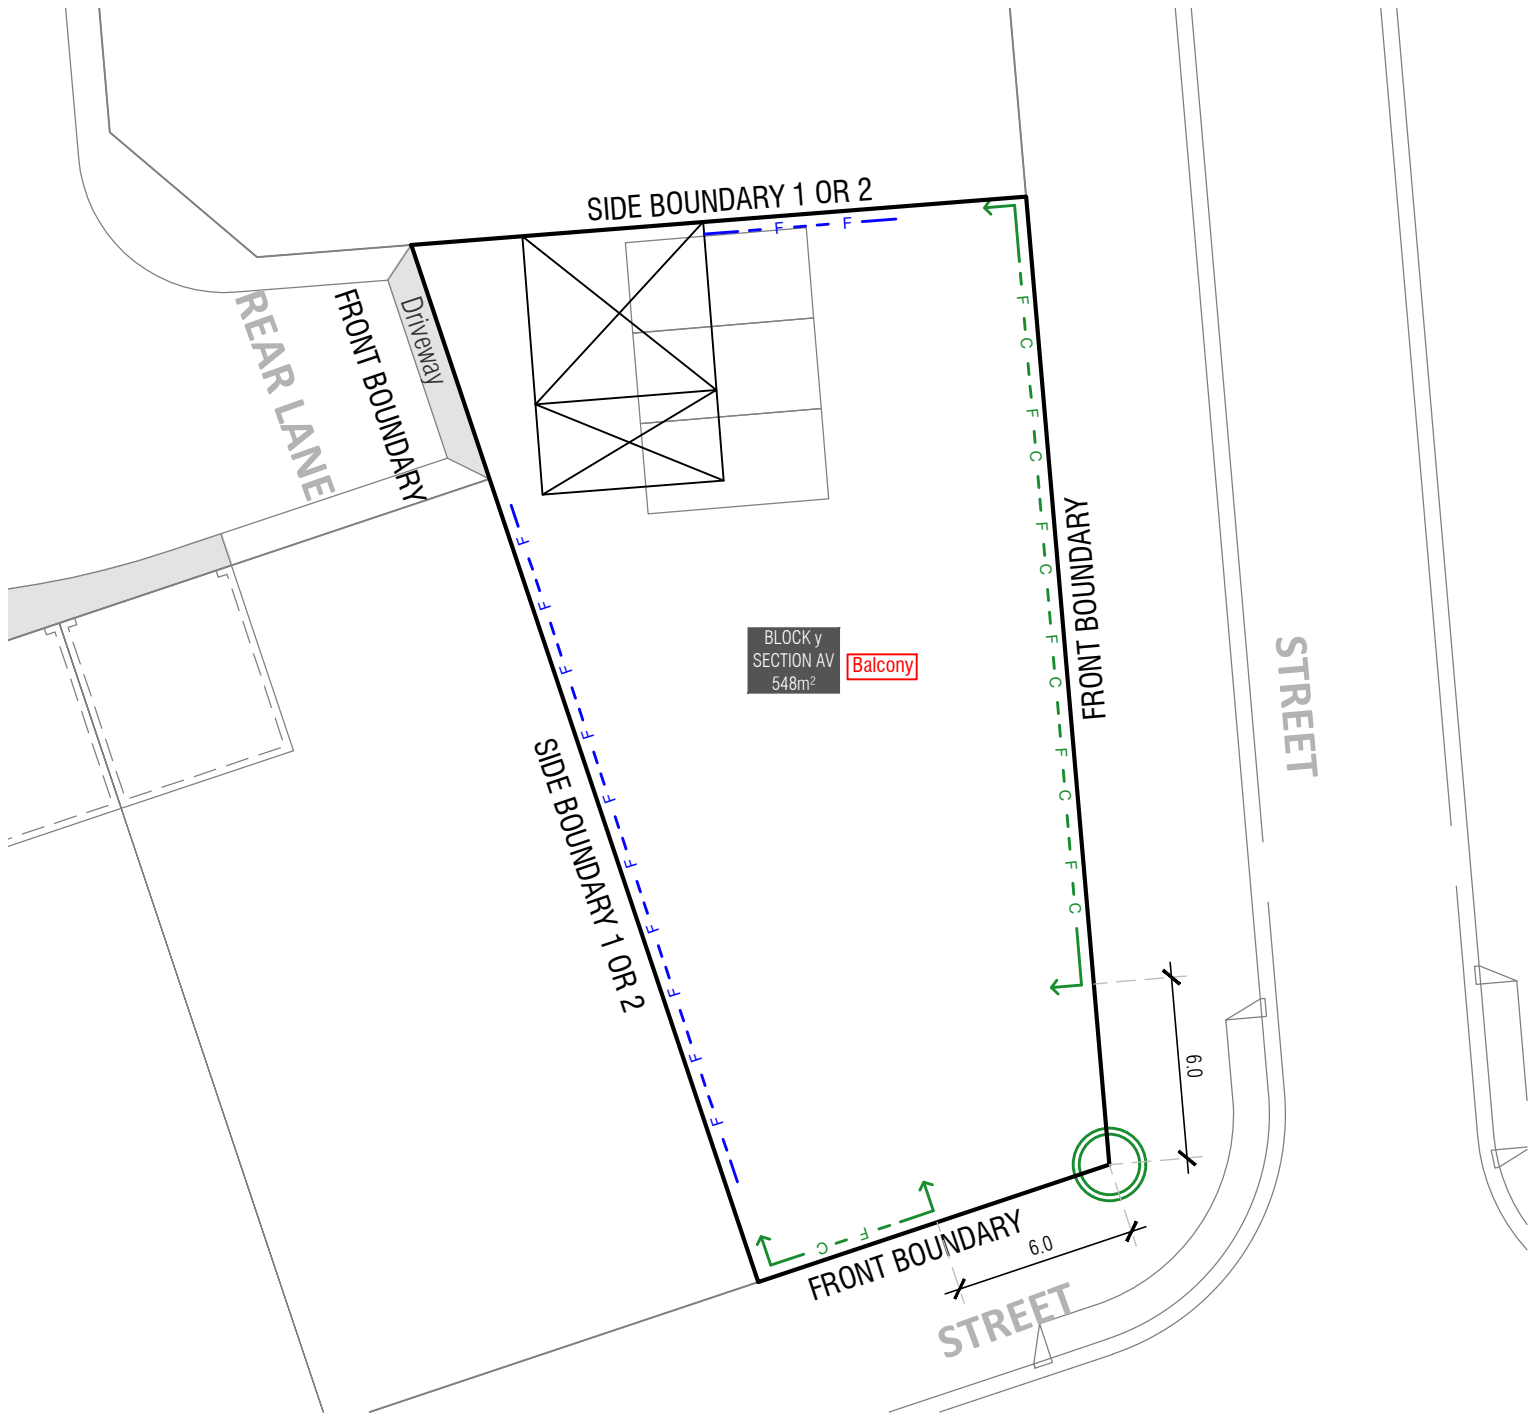 SIDE BOUNDARY 1 OR 2
F F
REAR LANE
FRONT BOUNDARY
Driveway
F
C
F
C
F
C
F
C
F
C
F
C
FRONT BOUNDARY
STREET
BLOCK y
SECTION AV
548m²
Balcony
F
F
F
F
F
F
F
F
F
F
SIDE BOUNDARY 1 OR 2
6.0
C F
FRONT BOUNDARY
6.0
STREET